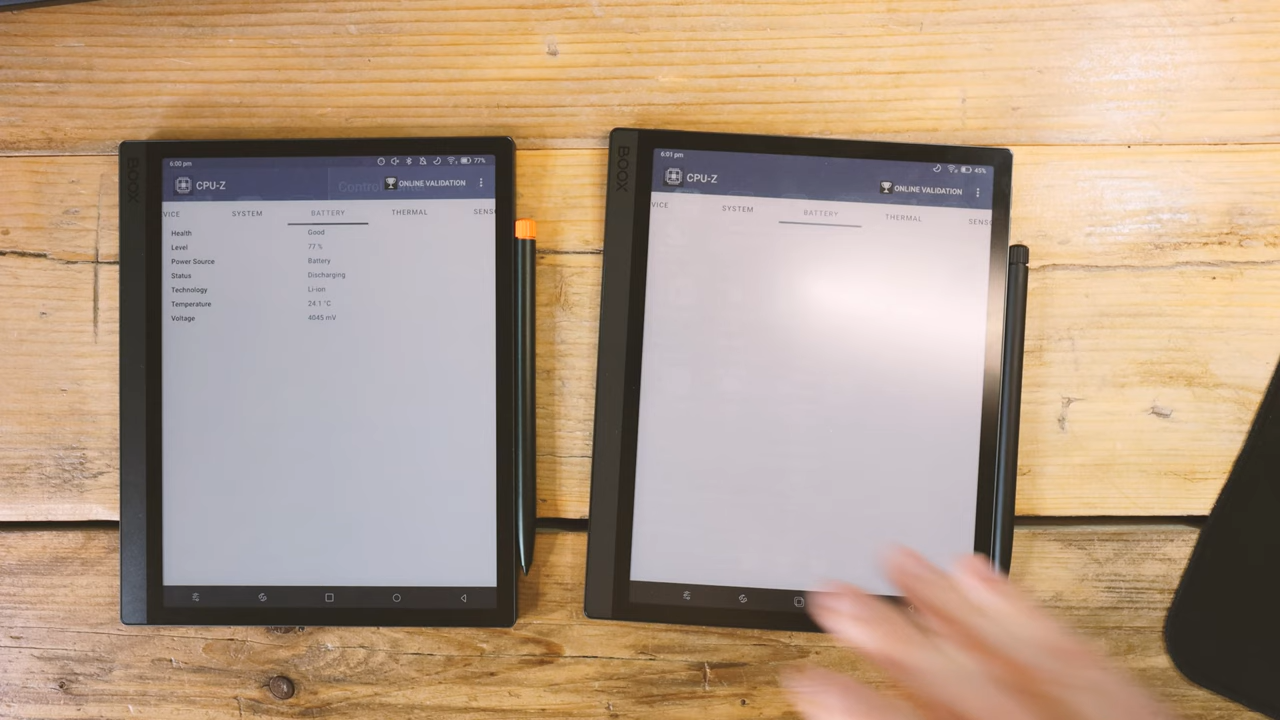 BOOX
6:00 pm
77%
CPU-Z
Control
ONLINE VALIDATION
VICE
SYSTEM
BATTERY
THERMAL
SENS
Health Good
Level 77 %
Power Source Battery
Status Discharging
Technology Li-ion
Temperature 24.1 °C
Voltage 4045 mV
BOOX
6:01 pm
45%
CPU-Z
ONLINE VALIDATION
VICE
SYSTEM
BATTERY
THERMAL
SENS